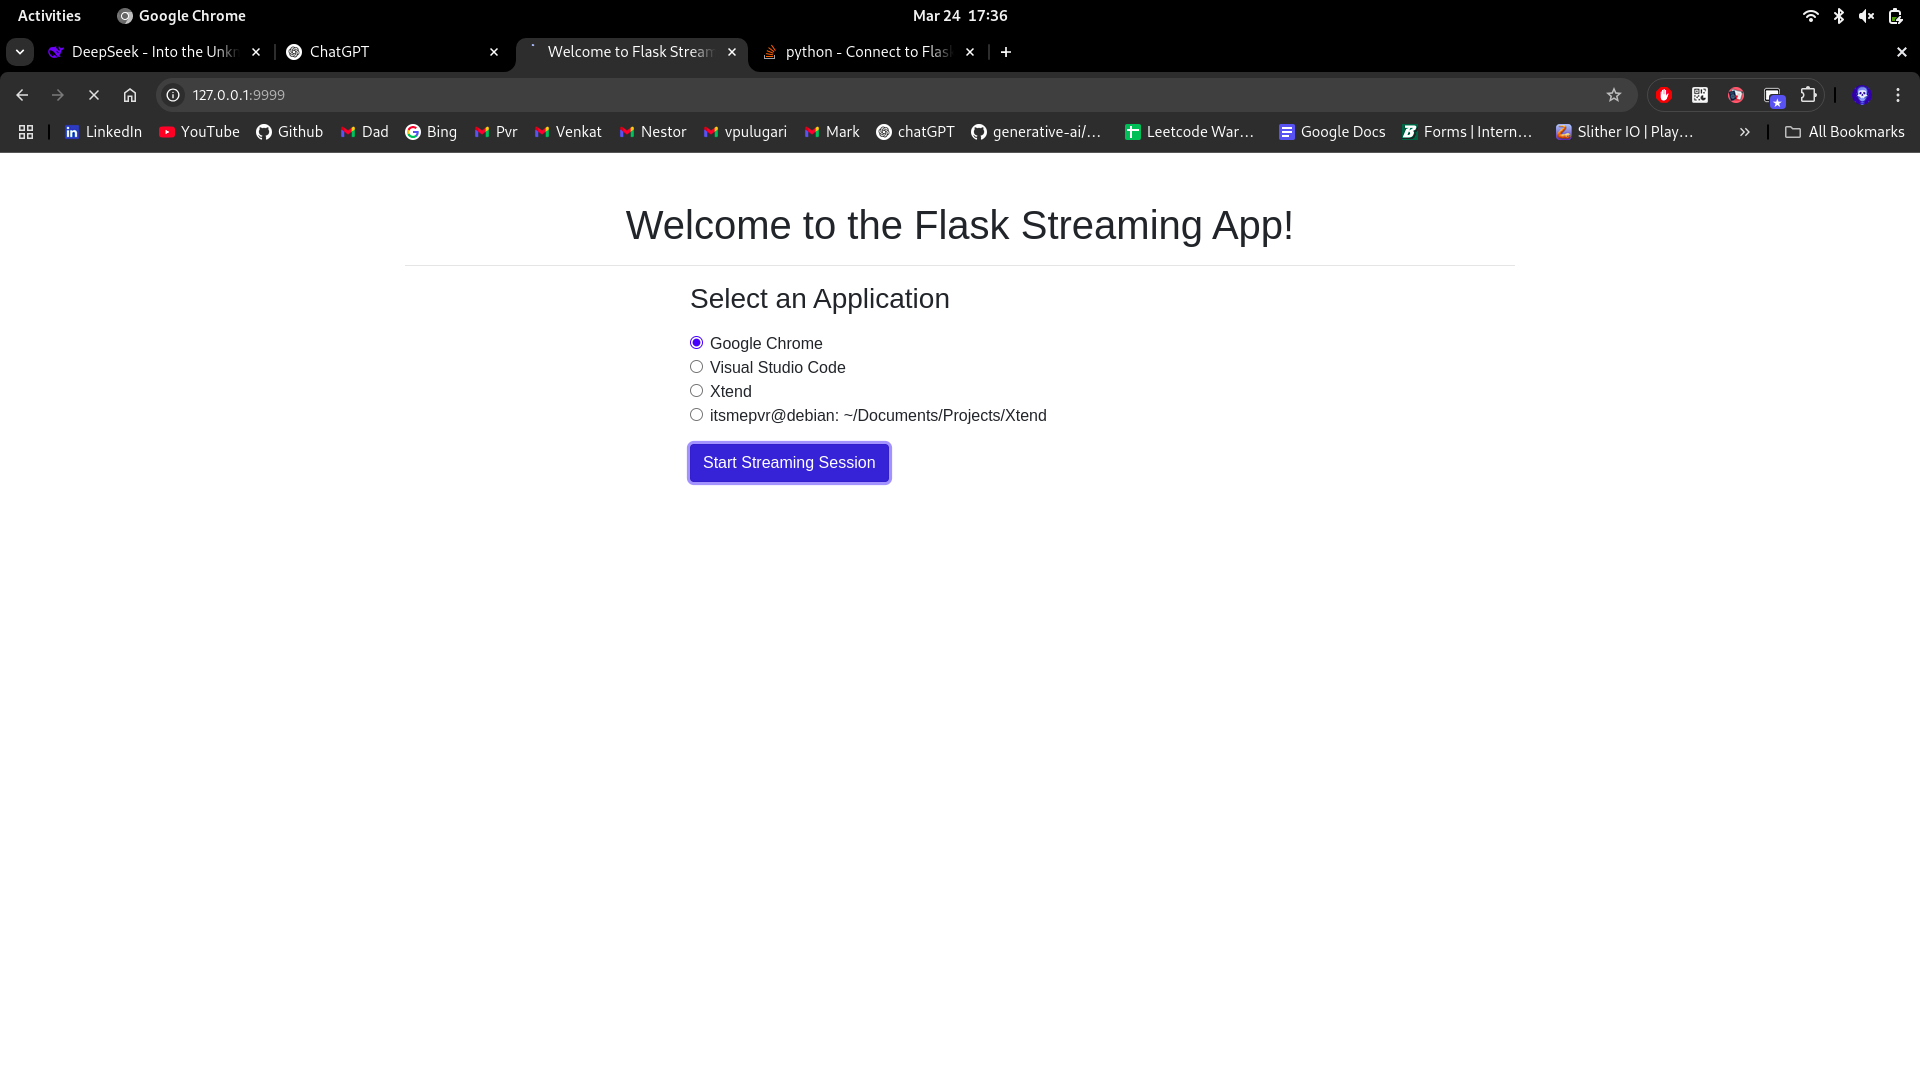 Activities Google Chrome Mar 24 17:36
DeepSeek - Into the Unkn ChatGPT Welcome to Flask Stream python - Connect to Flas
127.0.0.1:9999
LinkedIn YouTube Github Dad Bing Pvr Venkat Nestor vpulugari Mark chatGPT generative-ai/... Leetcode War... Google Docs Forms | Intern... Slither IO | Play... All Bookmarks
Welcome to the Flask Streaming App!
Select an Application
Google Chrome
Visual Studio Code
Xtend
itsmepvr@debian: ~/Documents/Projects/Xtend
Start Streaming Session